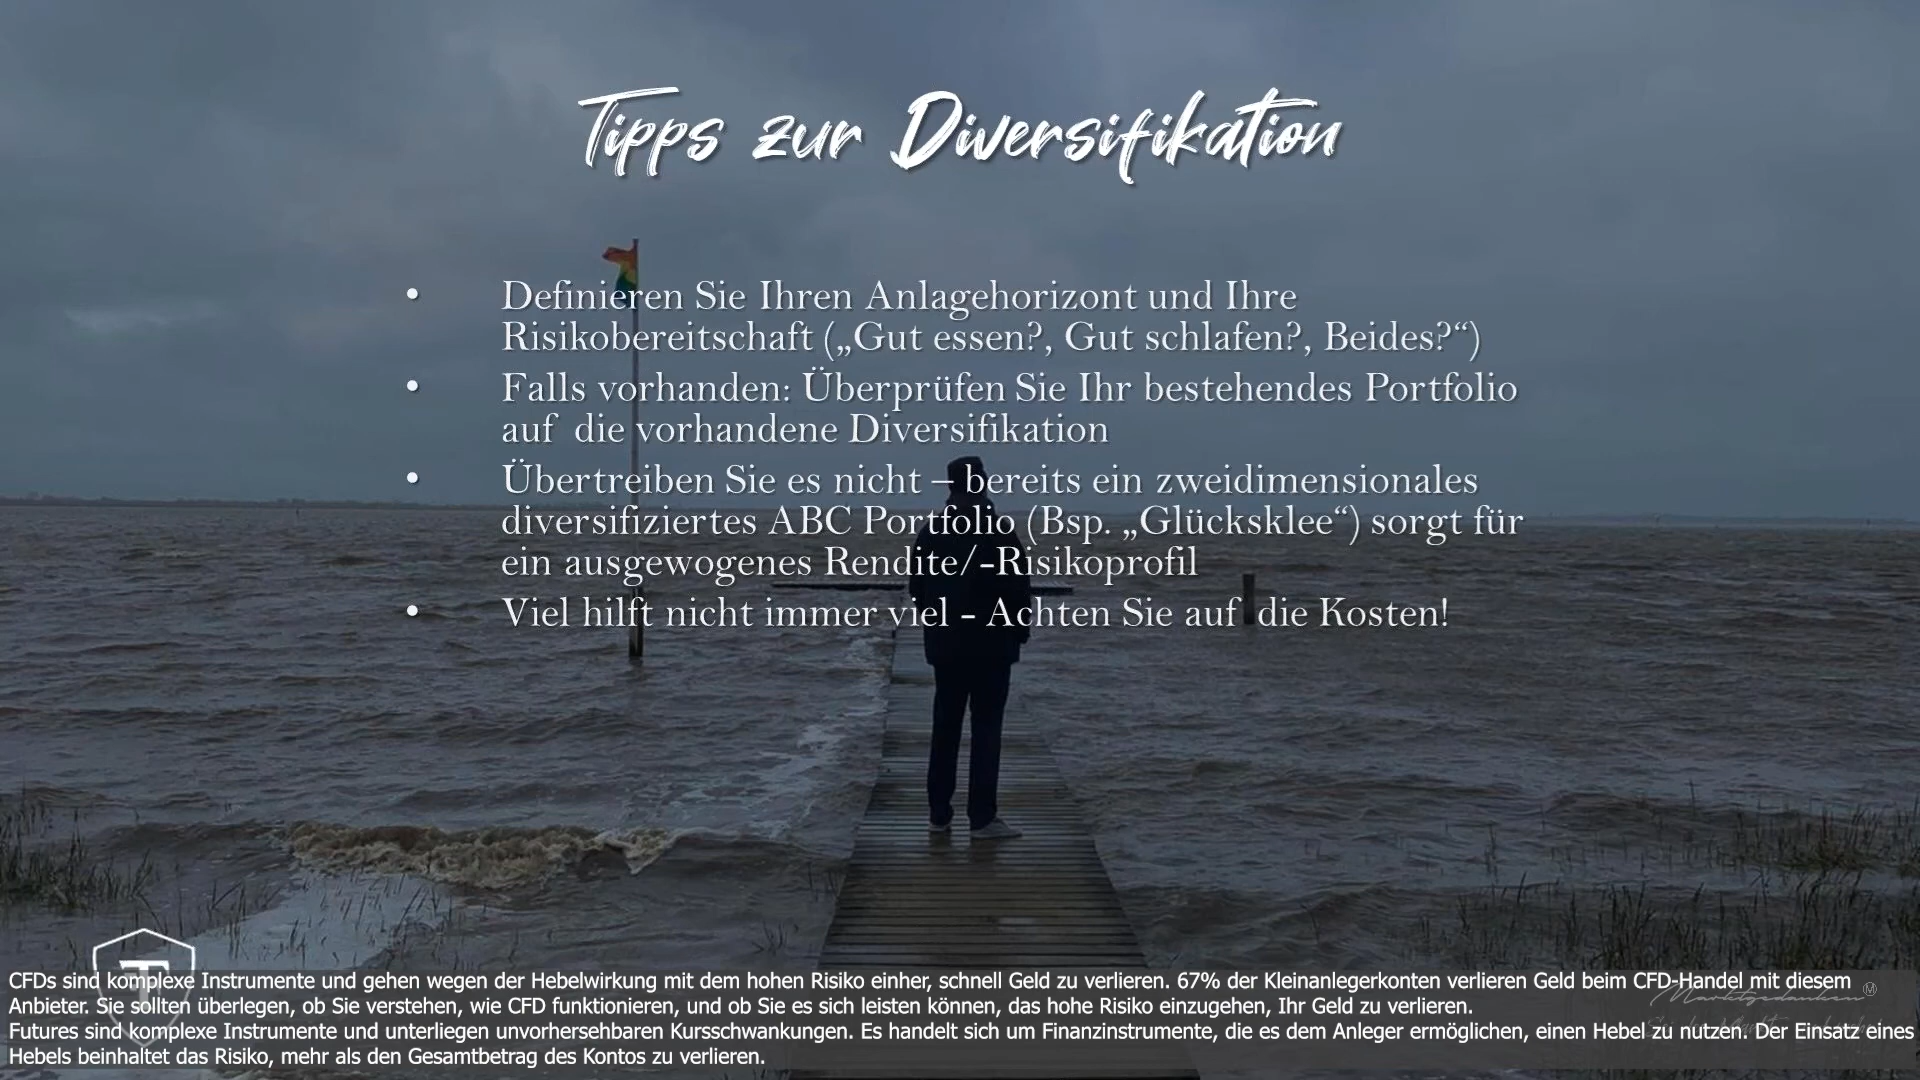 Tipps zur Diversifikation
• Definieren Sie Ihren Anlagehorizont und Ihre
Risikobereitschaft („Gut essen?, Gut schlafen?, Beides?“)
• Falls vorhanden: Überprüfen Sie Ihr bestehendes Portfolio
auf die vorhandene Diversifikation
• Übertreiben Sie es nicht – bereits ein zweidimensionales
diversifiziertes ABC Portfolio (Bsp. „Glücksklee“) sorgt für
ein ausgewogenes Rendite/-Risikoprofil
• Viel hilft nicht immer viel - Achten Sie auf die Kosten!
CFDs sind komplexe Instrumente und gehen wegen der Hebelwirkung mit dem hohen Risiko einher, schnell Geld zu verlieren. 67% der Kleinanlegerkonten verlieren Geld beim CFD-Handel mit diesem
Anbieter. Sie sollten überlegen, ob Sie verstehen, wie CFD funktionieren, und ob Sie es sich leisten können, das hohe Risiko einzugehen, Ihr Geld zu verlieren.
Marktgedanken
Futures sind komplexe Instrumente und unterliegen unvorhersehbaren Kursschwankungen. Es handelt sich um Finanzinstrumente, die es dem Anleger ermöglichen, einen Hebel zu nutzen. Der Einsatz eines
Hebels beinhaltet das Risiko, mehr als den Gesamtbetrag des Kontos zu verlieren.